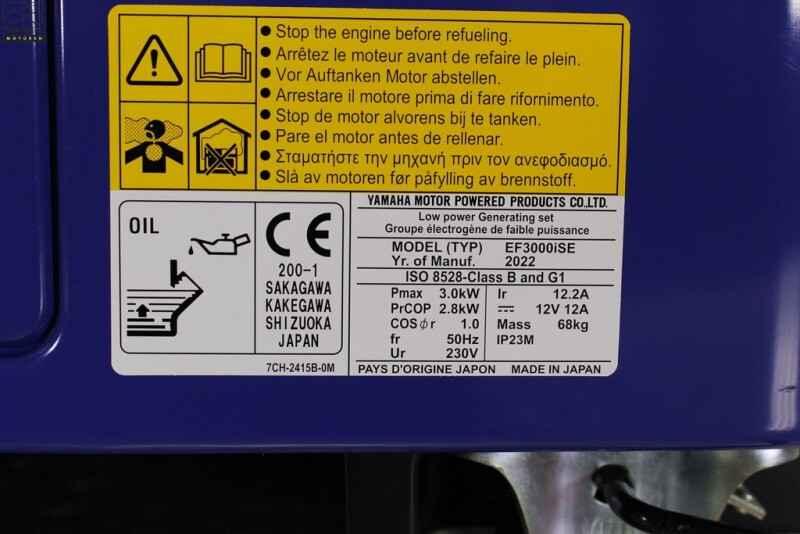 MOTOREN
Stop the engine before refueling.
Arrêtez le moteur avant de refaire le plein.
Vor Auftanken Motor abstellen.
Arrestare il motore prima di fare rifornimento.
Stop de motor alvorens bij te tanken.
Pare el motor antes de rellenar.
Σταματήστε την μηχανή πριν τον ανεφοδιασμό.
Slå av motoren før påfylling av brennstoff.
OIL
CE
200-1
SAKAGAWA
KAKEGAWA
SHIZUOKA
JAPAN
7CH-2415B-0M
YAMAHA MOTOR POWERED PRODUCTS CO.,LTD.
Low power Generating set
Groupe électrogène de faible puissance
MODEL (TYP) EF3000iSE
Yr. of Manuf. 2022
ISO 8528-Class B and G1
Pmax 3.0kW
PrCOP 2.8kW
COSφr 1.0
fr 50Hz
Ur 230V
Ir 12.2A
12V 12A
Mass 68kg
IP23M
PAYS D'ORIGINE JAPON MADE IN JAPAN